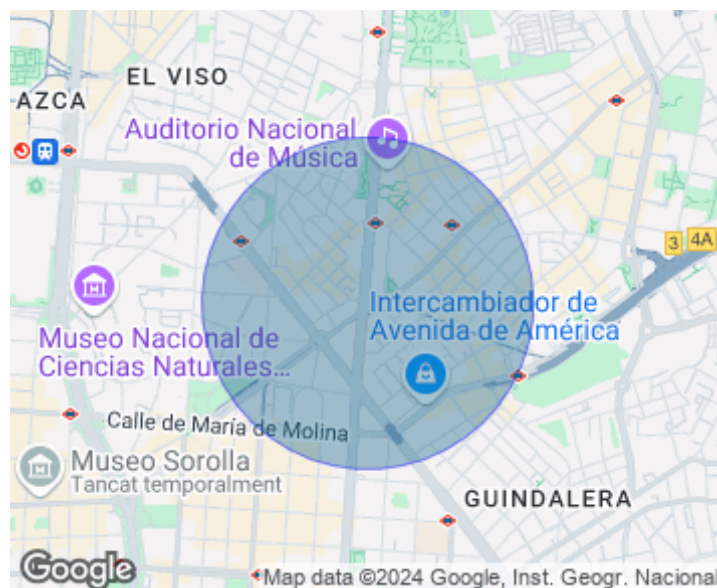 EL VISO
AZCA
Auditorio Nacional
de Música
3
4A
Intercambiador de
Avenida de América
Museo Nacional de
Ciencias Naturales...
Calle de María de Molina
Museo Sorolla
Tancat temporalment
GUINDALERA
Google
Map data ©2024 Google, Inst. Geogr. Nacional